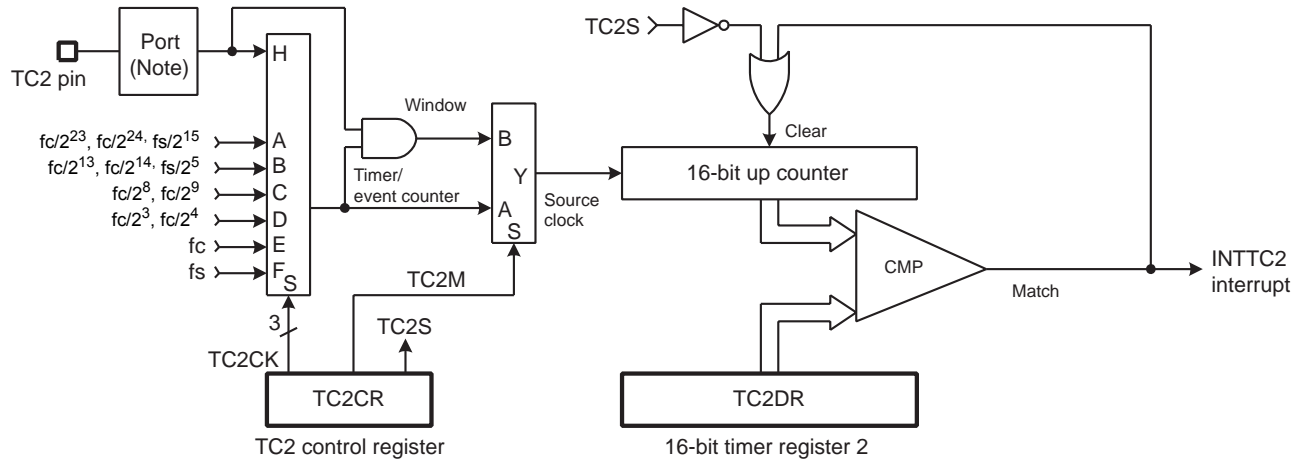 TC2 pin
Port
(Note)
H
fc/2^23, fc/2^24, fs/2^15
A
fc/2^13, fc/2^14, fs/2^5
B
fc/2^8, fc/2^9
C
fc/2^3, fc/2^4
D
fc
E
fs
F
S
3
TC2CK
TC2M
TC2S
TC2CR
TC2 control register
Window
Timer/
event counter
B
Y
A
S
Source
clock
TC2S
Clear
16-bit up counter
CMP
Match
INTTC2
interrupt
TC2DR
16-bit timer register 2